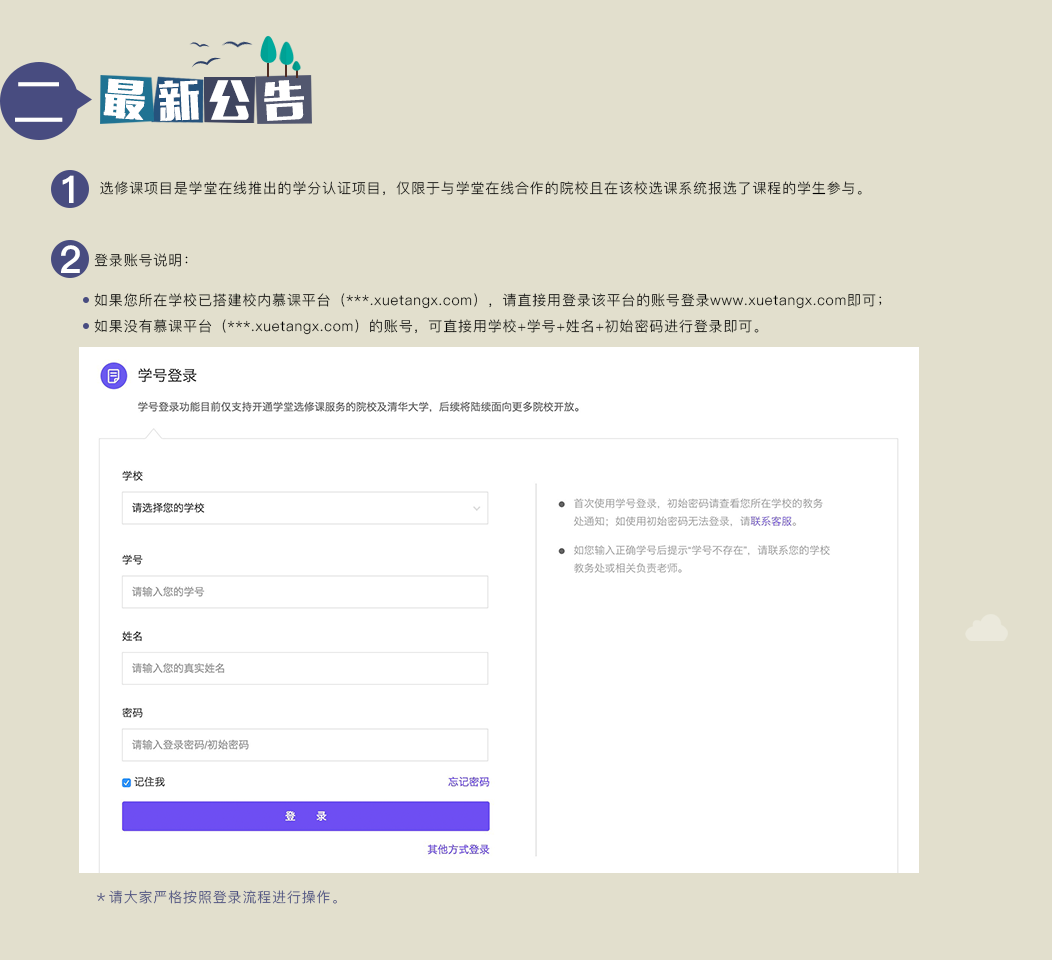 二
最新公告
1 选修课项目是学堂在线推出的学分认证项目，仅限于与学堂在线合作的院校且在该校选课系统报选了课程的学生参与。
2 登录账号说明：
如果您所在学校已搭建校内慕课平台（***.xuetangx.com），请直接用登录该平台的账号登录www.xuetangx.com即可；
如果没有慕课平台（***.xuetangx.com）的账号，可直接用学校+学号+姓名+初始密码进行登录即可。
学号登录
学号登录功能目前仅支持开通学堂选修课服务的院校及清华大学，后续将陆续面向更多院校开放。
学校
请选择您的学校
学号
请输入您的学号
姓名
请输入您的真实姓名
密码
请输入登录密码/初始密码
记住我 忘记密码
登 录
其他方式登录
首次使用学号登录，初始密码请查看您所在学校的教务
处通知；如使用初始密码无法登录，请联系客服。
如您输入正确学号后提示“学号不存在”，请联系您的学校
教务处或相关负责老师。
＊请大家严格按照登录流程进行操作。